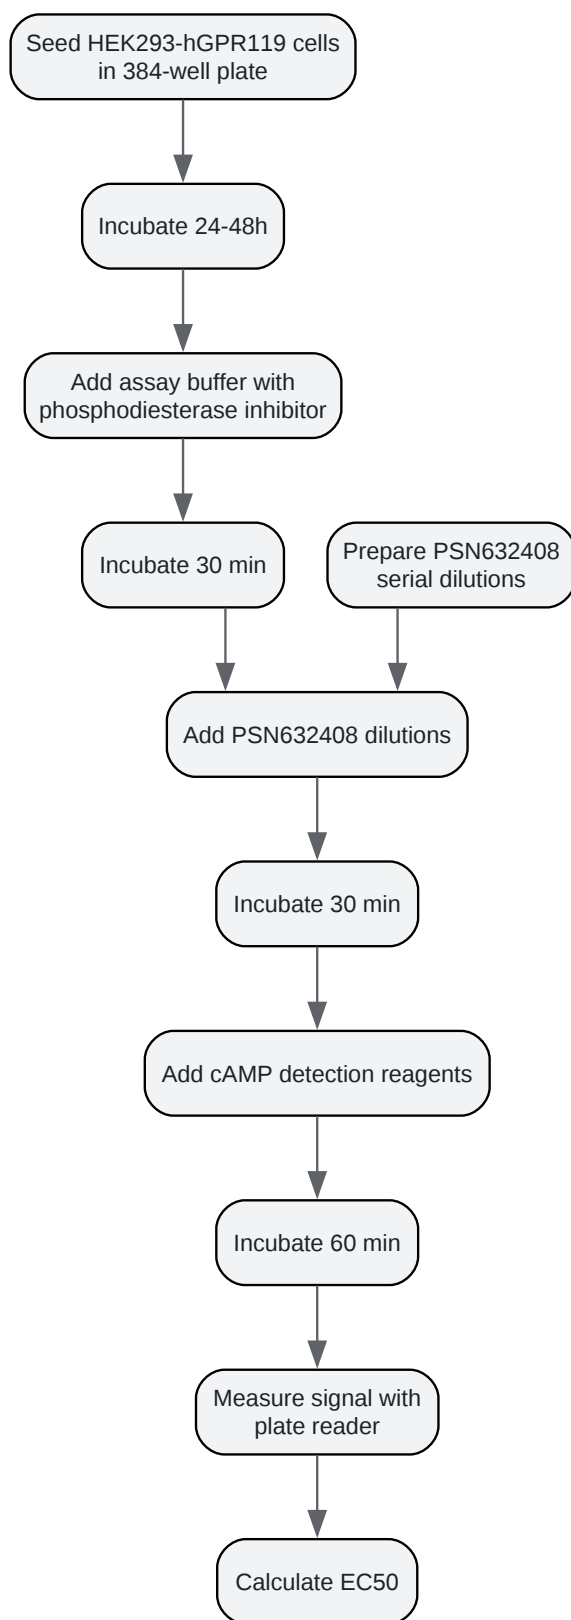 Seed HEK293-hGPR119 cells
in 384-well plate
Incubate 24-48h
Add assay buffer with
phosphodiesterase inhibitor
Incubate 30 min
Prepare PSN632408
serial dilutions
Add PSN632408 dilutions
Incubate 30 min
Add cAMP detection reagents
Incubate 60 min
Measure signal with
plate reader
Calculate EC50